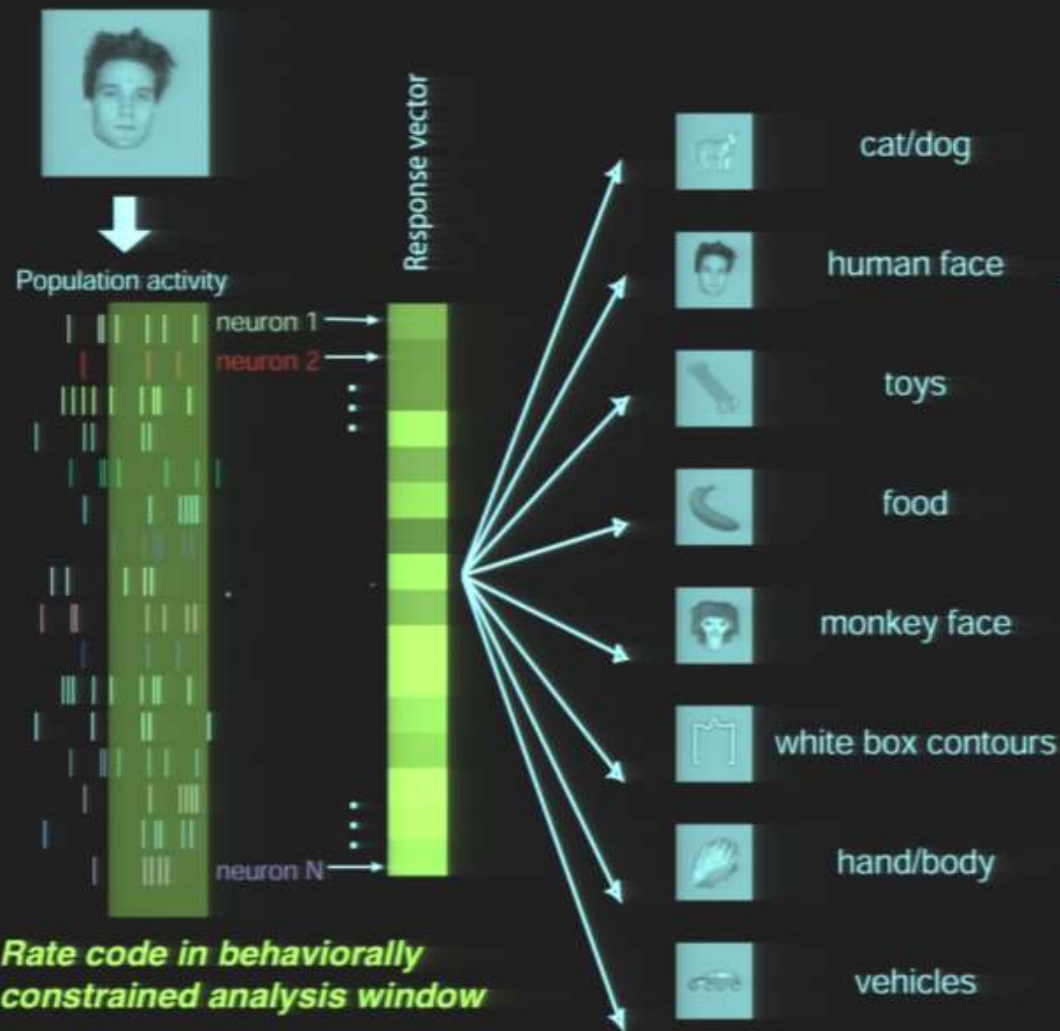 Response vector
Population activity
neuron 1
neuron 2
neuron N
Rate code in behaviorally
constrained analysis window
cat/dog
human face
toys
food
monkey face
white box contours
hand/body
vehicles